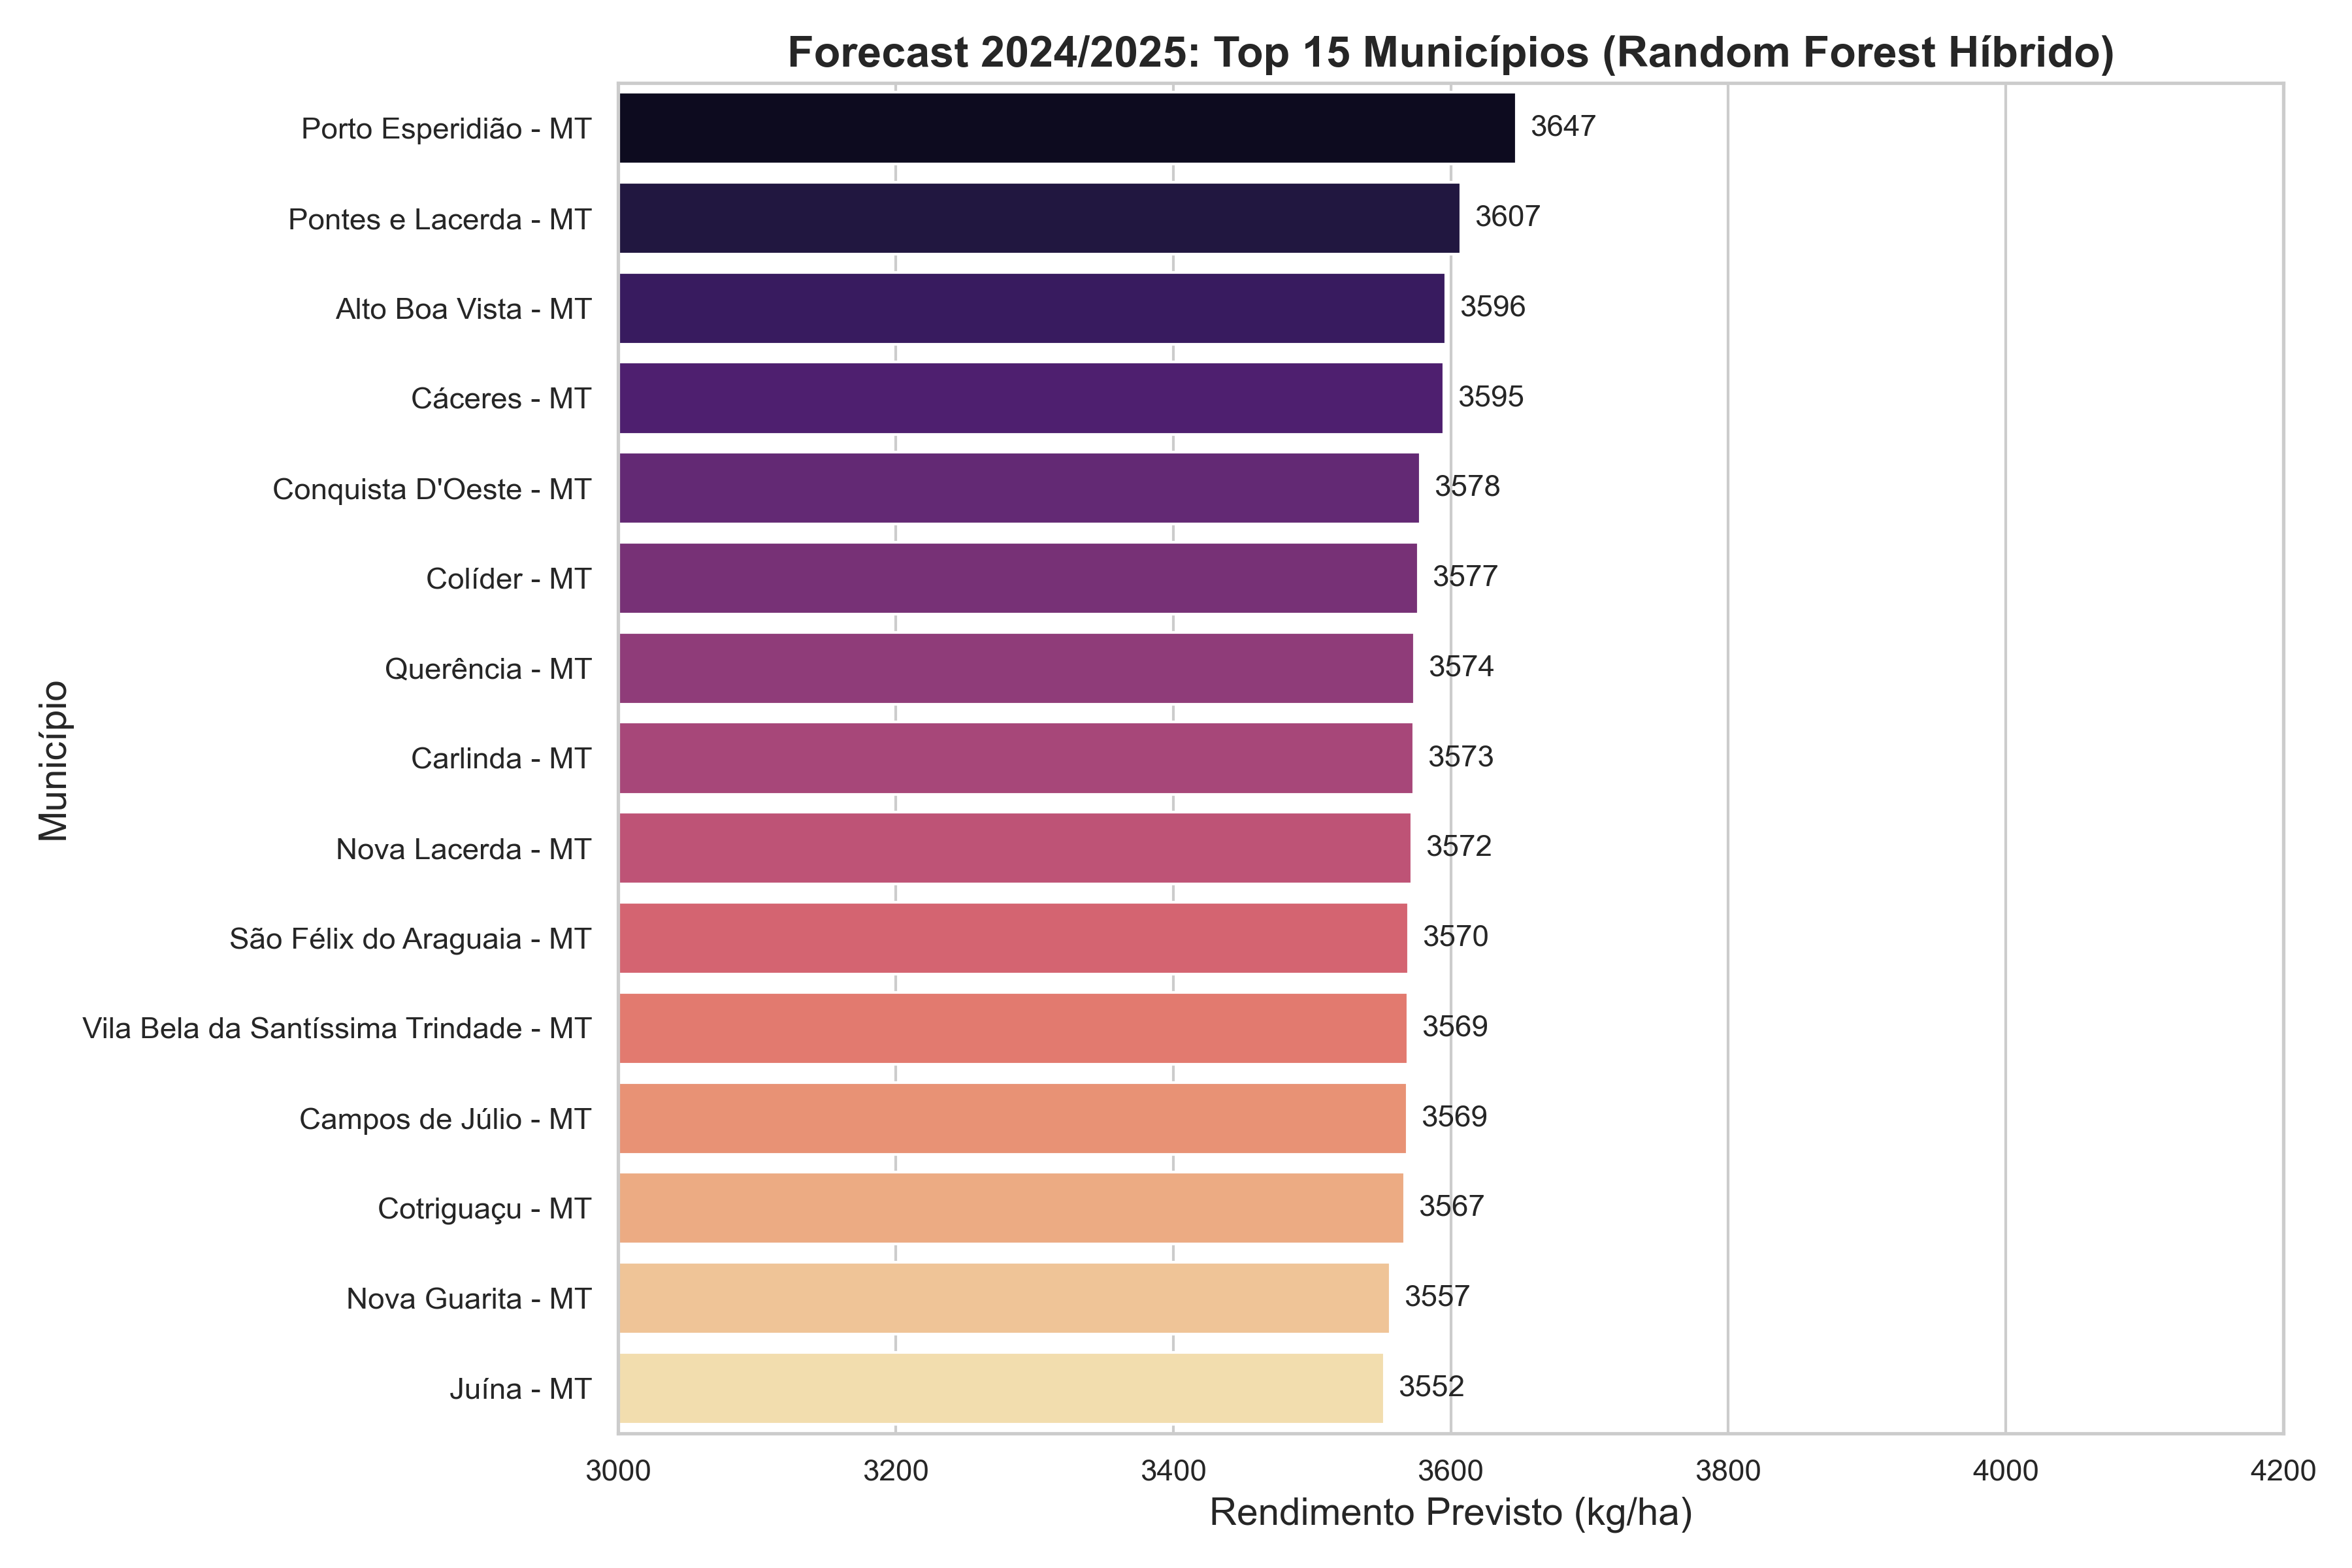 Forecast 2024/2025: Top 15 Municípios (Random Forest Híbrido)
Município
Porto Esperidião - MT 3647
Pontes e Lacerda - MT 3607
Alto Boa Vista - MT 3596
Cáceres - MT 3595
Conquista D'Oeste - MT 3578
Colíder - MT 3577
Querência - MT 3574
Carlinda - MT 3573
Nova Lacerda - MT 3572
São Félix do Araguaia - MT 3570
Vila Bela da Santíssima Trindade - MT 3569
Campos de Júlio - MT 3569
Cotriguaçu - MT 3567
Nova Guarita - MT 3557
Juína - MT 3552
3000 3200 3400 3600 3800 4000 4200
Rendimento Previsto (kg/ha)